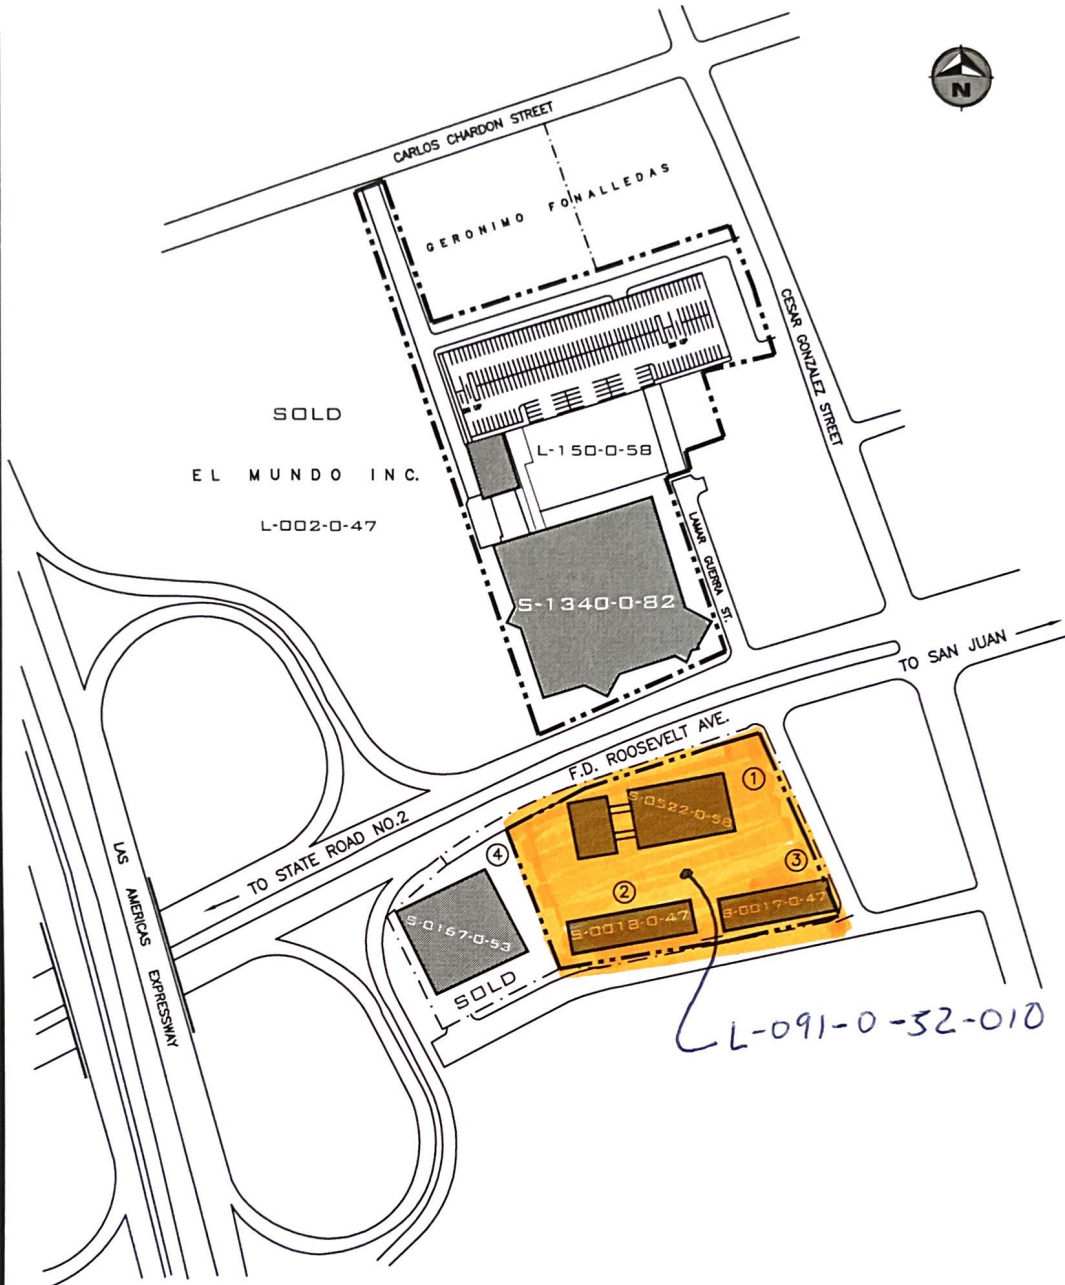 N
CARLOS CHARDON STREET
GERONIMO FONALLEDAS
CESAR GONZALEZ STREET
SOLD
EL MUNDO INC.
L-002-0-47
L-150-0-58
LAMAR GUERRA ST.
S-1340-0-82
TO SAN JUAN
F.D. ROOSEVELT AVE.
1
S-0522-0-58
TO STATE ROAD NO.2
4
3
2
S-0167-0-53
S-0018-0-47
S-0017-0-47
SOLD
LAS AMERICAS EXPRESSWAY
L-091-0-52-010